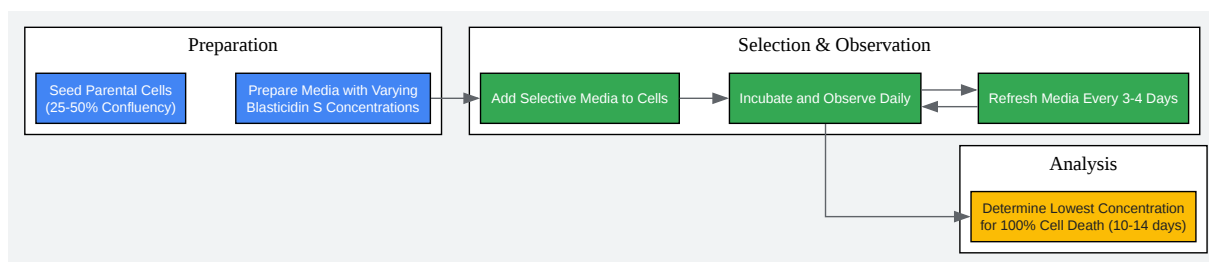 Preparation
Seed Parental Cells
(25-50% Confluency)
Prepare Media with Varying
Blasticidin S Concentrations
Selection & Observation
Add Selective Media to Cells
Incubate and Observe Daily
Refresh Media Every 3-4 Days
Analysis
Determine Lowest Concentration
for 100% Cell Death (10-14 days)